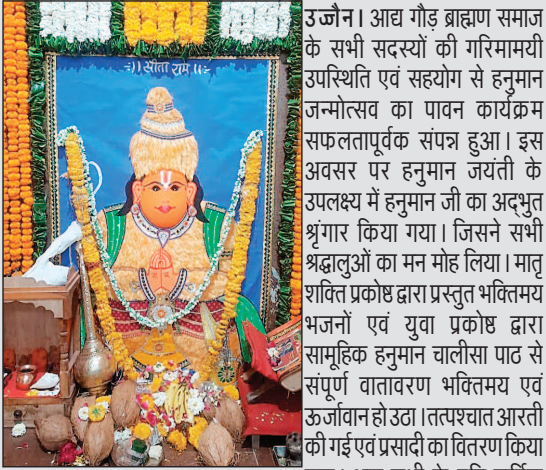 ।।सीता राम।।
उज्जैन। आद्य गौड़ ब्राह्मण समाज
के सभी सदस्यों की गरिमामयी
उपस्थिति एवं सहयोग से हनुमान
जन्मोत्सव का पावन कार्यक्रम
सफलतापूर्वक संपन्न हुआ। इस
अवसर पर हनुमान जयंती के
उपलक्ष्य में हनुमान जी का अद्भुत
श्रृंगार किया गया। जिसने सभी
श्रद्धालुओं का मन मोह लिया। मातृ
शक्ति प्रकोष्ठ द्वारा प्रस्तुत भक्तिमय
भजनों एवं युवा प्रकोष्ठ द्वारा
सामूहिक हनुमान चालीसा पाठ से
संपूर्ण वातावरण भक्तिमय एवं
ऊर्जावान हो उठा। तत्पश्चात आरती
की गई एवं प्रसादी का वितरण किया